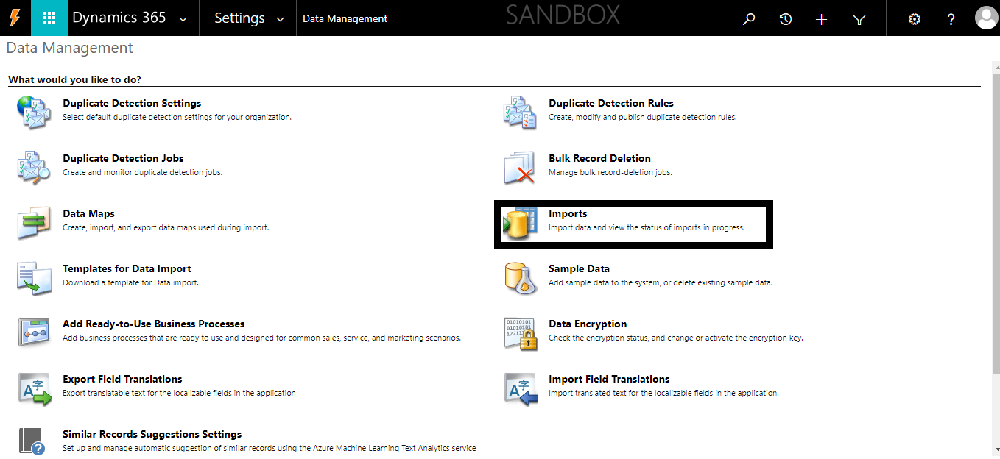 Dynamics 365
Settings
Data Management
SANDBOX
?
Data Management
What would you like to do?
Duplicate Detection Settings
Select default duplicate detection settings for your organization.
Duplicate Detection Rules
Create, modify and publish duplicate detection rules.
Duplicate Detection Jobs
Create and monitor duplicate detection jobs.
Bulk Record Deletion
Manage bulk record-deletion jobs.
Data Maps
Create, import, and export data maps used during import.
Imports
Import data and view the status of imports in progress.
Templates for Data Import
Download a template for Data import.
Sample Data
Add sample data to the system, or delete existing sample data.
Add Ready-to-Use Business Processes
Add business processes that are ready to use and designed for common sales, service, and marketing scenarios.
Data Encryption
Check the encryption status, and change or activate the encryption key.
Export Field Translations
Export translatable text for the localizable fields in the application
Import Field Translations
Import translated text for the localizable fields in the application.
Similar Records Suggestions Settings
Set up and manage automatic suggestion of similar records using the Azure Machine Learning Text Analytics service